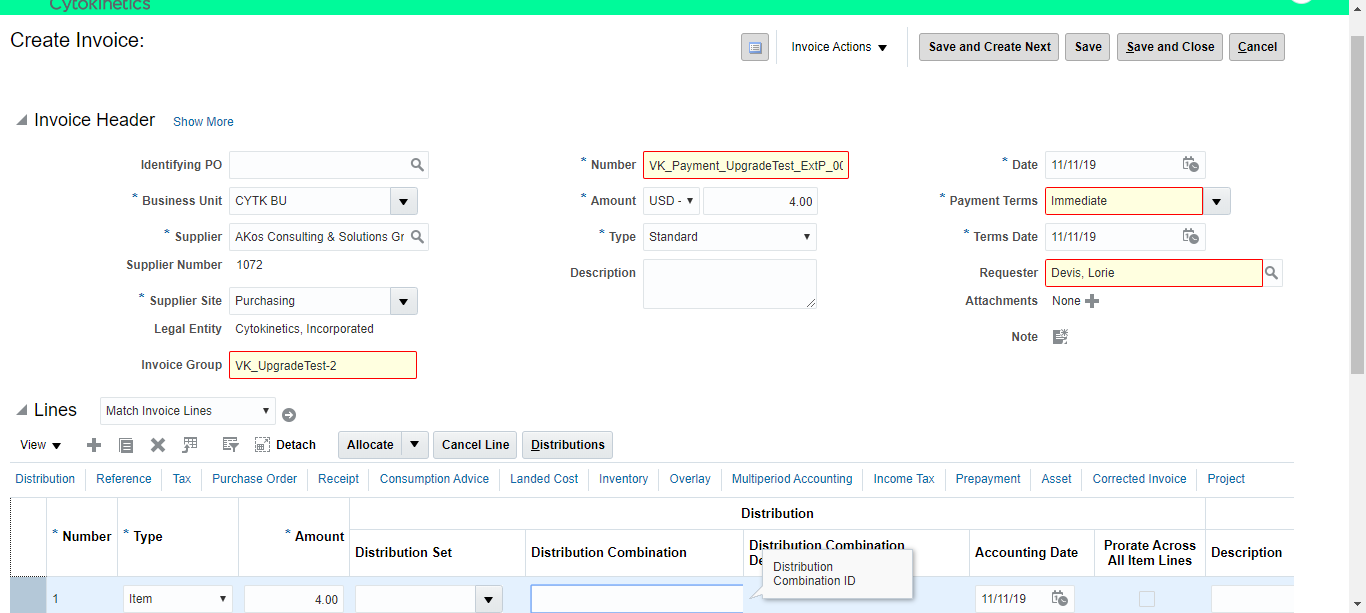 Cytokinetics
Create Invoice:
Invoice Actions
Save and Create Next
Save
Save and Close
Cancel
Invoice Header
Show More
Identifying PO
* Business Unit CYTK BU
* Supplier AKos Consulting & Solutions Gr
Supplier Number 1072
* Supplier Site Purchasing
Legal Entity Cytokinetics, Incorporated
Invoice Group VK_UpgradeTest-2
* Number VK_Payment_UpgradeTest_ExtP_00
* Amount USD - 4.00
* Type Standard
Description
* Date 11/11/19
* Payment Terms Immediate
* Terms Date 11/11/19
Requester Devis, Lorie
Attachments None
Note
Lines Match Invoice Lines
View
Detach
Allocate
Cancel Line
Distributions
Distribution Reference Tax Purchase Order Receipt Consumption Advice Landed Cost Inventory Overlay Multiperiod Accounting Income Tax Prepayment Asset Corrected Invoice Project
Distribution
* Number * Type * Amount
Distribution Set
Distribution Combination
Distribution Combination
Accounting Date
Prorate Across
All Item Lines
Description
Distribution
Combination ID
1 Item 4.00 11/11/19